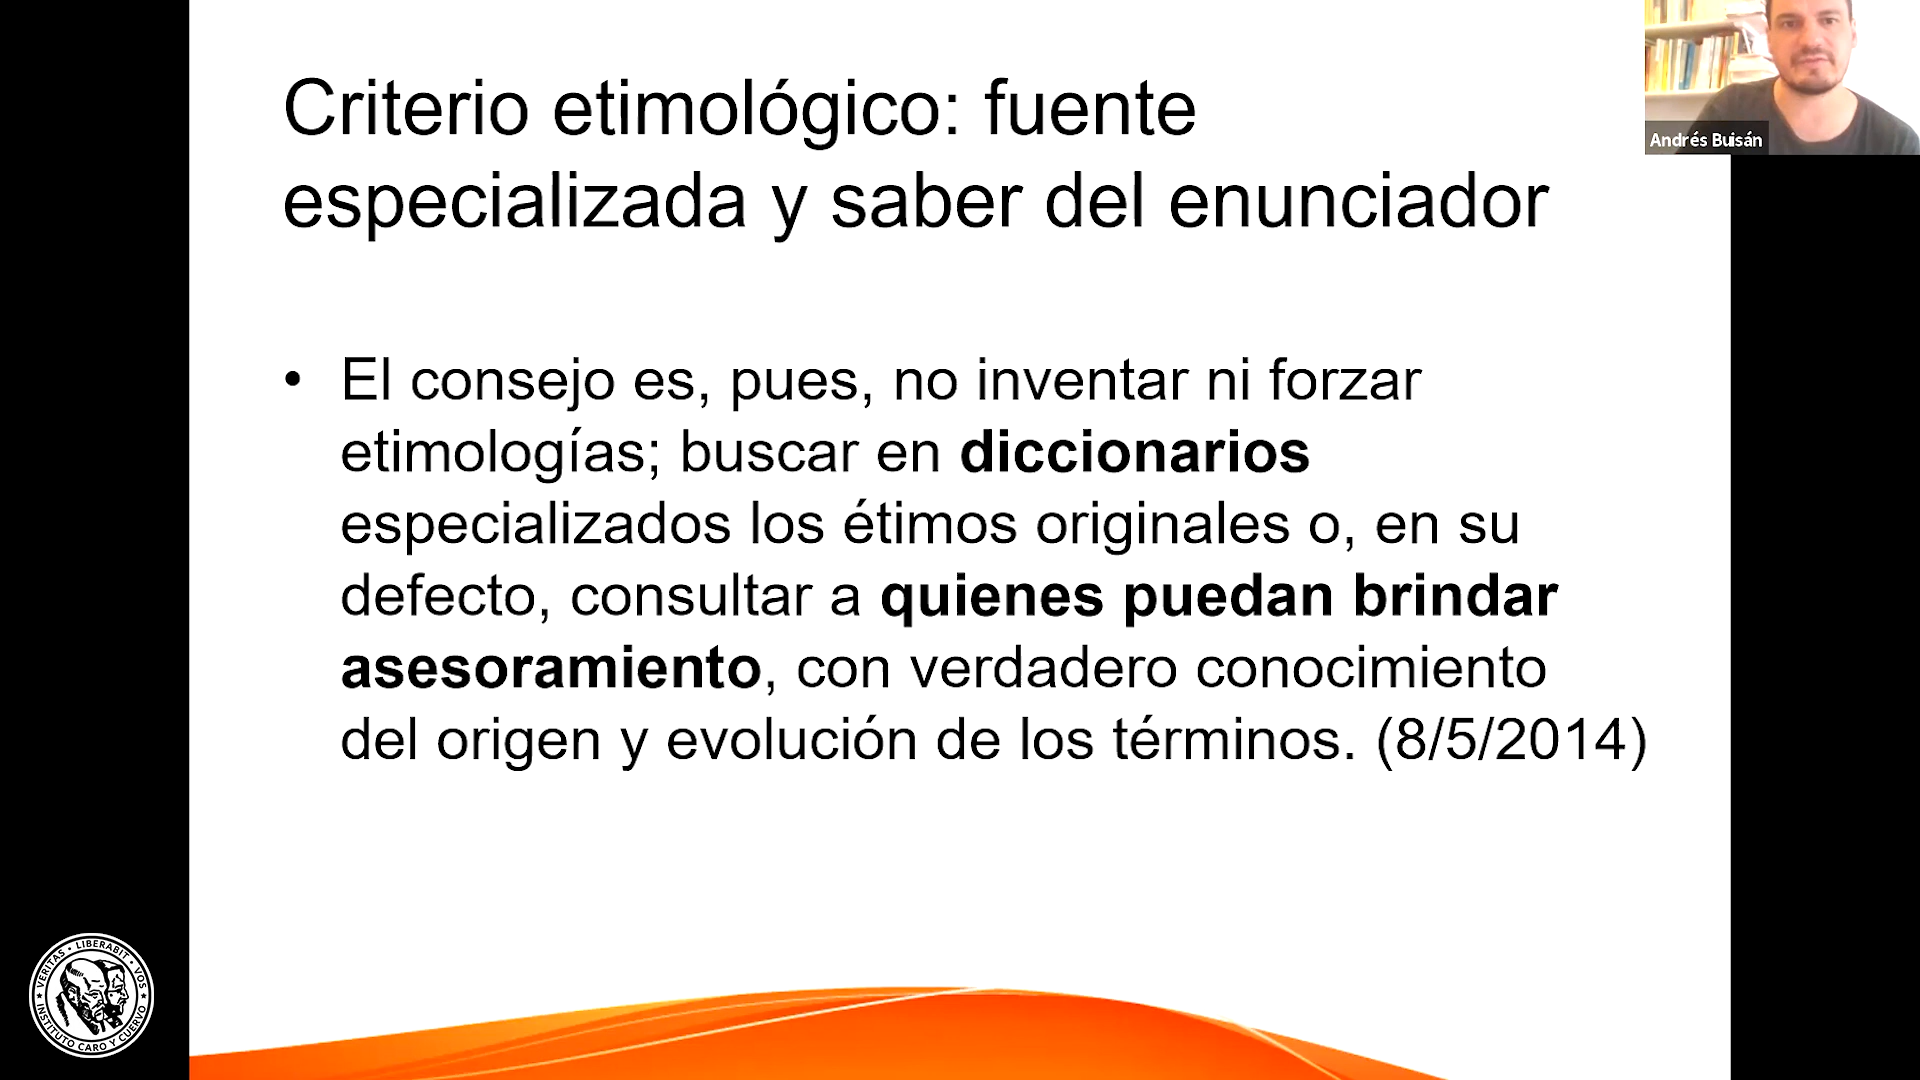 Criterio etimológico: fuente
especializada y saber del enunciador
• El consejo es, pues, no inventar ni forzar
etimologías; buscar en diccionarios
especializados los étimos originales o, en su
defecto, consultar a quienes puedan brindar
asesoramiento, con verdadero conocimiento
del origen y evolución de los términos. (8/5/2014)
Andrés Buisán
VERITAS • LIBERABIT • VOS
INSTITUTO CARO Y CUERVO